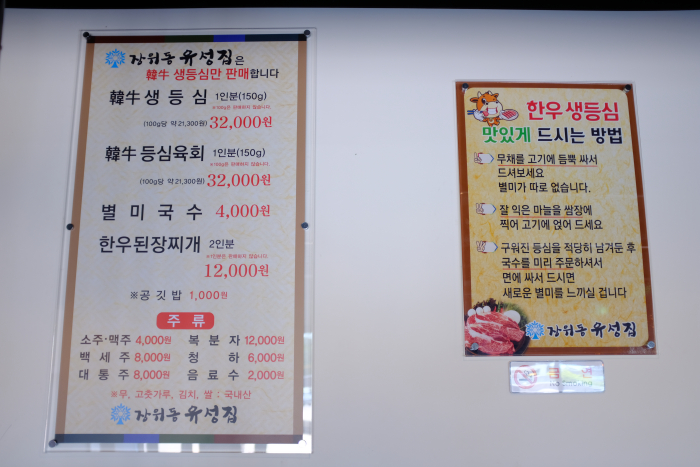 장위동 유성집은
韓牛 생등심만 판매합니다
韓牛생등심 1인분(150g)
(100g당 약21,300원) 32,000원
韓牛 등심육회 1인분(150g)
(100g당 약21,300원) 32,000원
별미국수 4,000원
한우된장찌개 2인분
12,000원
※공깃밥 1,000원
주류
소주·맥주 4,000원 복분자 12,000원
백세주 8,000원 청하 6,000원
대통주 8,000원 음료수 2,000원
※무, 고춧가루, 김치, 쌀 : 국내산
장위동 유성집
한우생등심
맛있게 드시는 방법
무채를 고기에 듬뿍 싸서
드셔보세요
별미가 따로 없습니다.
잘 익은 마늘을 쌈장에
찍어 고기에 얹어 드세요
구워진 등심을 적당히 남겨둔 후
국수를 미리 주문하셔서
면에 싸서 드시면
새로운 별미를 느끼실 겁니다
장위동 유성집